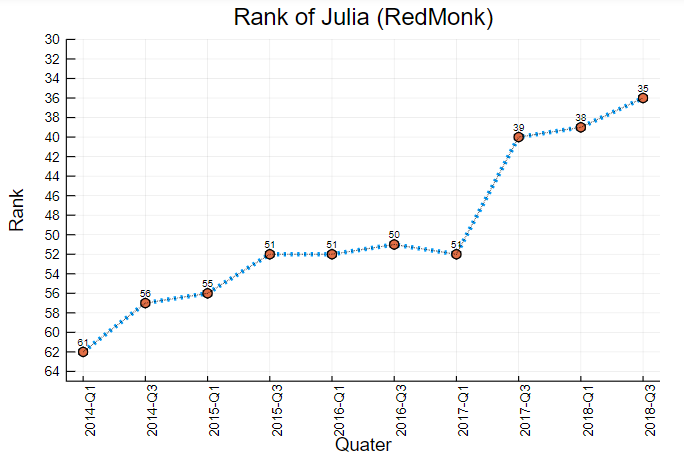 Rank of Julia (RedMonk)
30
32
34
36
38
40
42
44
46
48
50
52
54
56
58
60
62
64
Rank
61
56
55
51
51
50
51
39
38
35
2014-Q1
2014-Q3
2015-Q1
2015-Q3
2016-Q1
2016-Q3
2017-Q1
2017-Q3
2018-Q1
2018-Q3
Quater